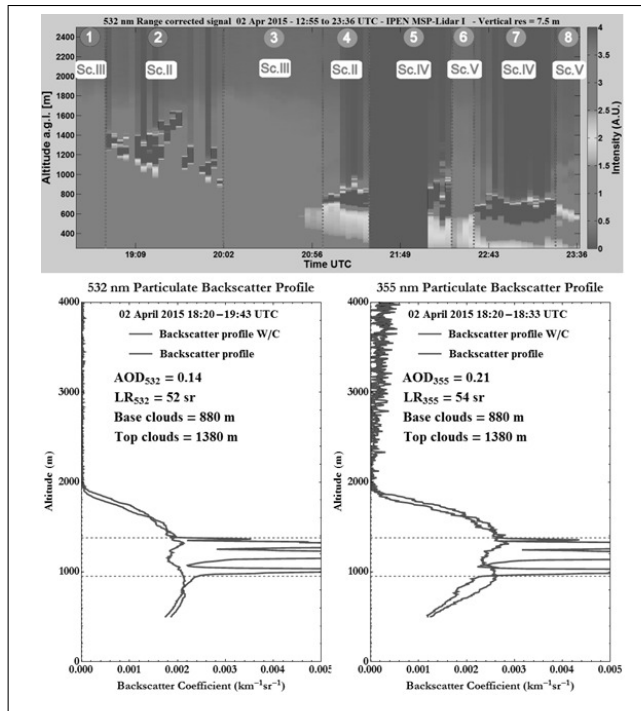 532 nm Range corrected signal 02 Apr 2015 - 12:55 to 23:36 UTC - IPEN MSP-Lidar I - Vertical res = 7.5 m
1 2 3 4 5 6 7 8
Sc.III Sc.II Sc.III Sc.II Sc.IV Sc.V Sc.IV Sc.V
Altitude a.g.l. [m]
2400
2200
2000
1800
1600
1400
1200
1000
800
600
400
19:09 20:02 20:56 21:49 22:43 23:36
Time UTC
4
3.5
3
2.5
2
1.5
1
0.5
0
Intensity (A.U.)
532 nm Particulate Backscatter Profile
02 April 2015 18:20–19:43 UTC
Backscatter profile W/C
Backscatter profile
AOD532 = 0.14
LR532 = 52 sr
Base clouds = 880 m
Top clouds = 1380 m
Altitude (m)
4000
3000
2000
1000
0
0.000 0.001 0.002 0.003 0.004 0.005
Backscatter Coefficient (km−1sr−1)
355 nm Particulate Backscatter Profile
02 April 2015 18:20–18:33 UTC
Backscatter profile W/C
Backscatter profile
AOD355 = 0.21
LR355 = 54 sr
Base clouds = 880 m
Top clouds = 1380 m
Altitude (m)
4000
3000
2000
1000
0
0.000 0.001 0.002 0.003 0.004 0.005
Backscatter Coefficient (km−1sr−1)